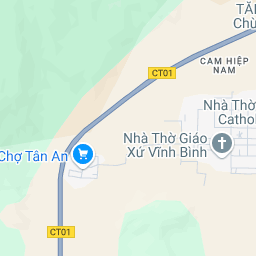 TĂ
Chù
CT01
CAM HIỆP
NAM
Nhà Thờ
Cathol
Nhà Thờ Giáo
Xứ Vĩnh Bình
Chợ Tân An
CT01